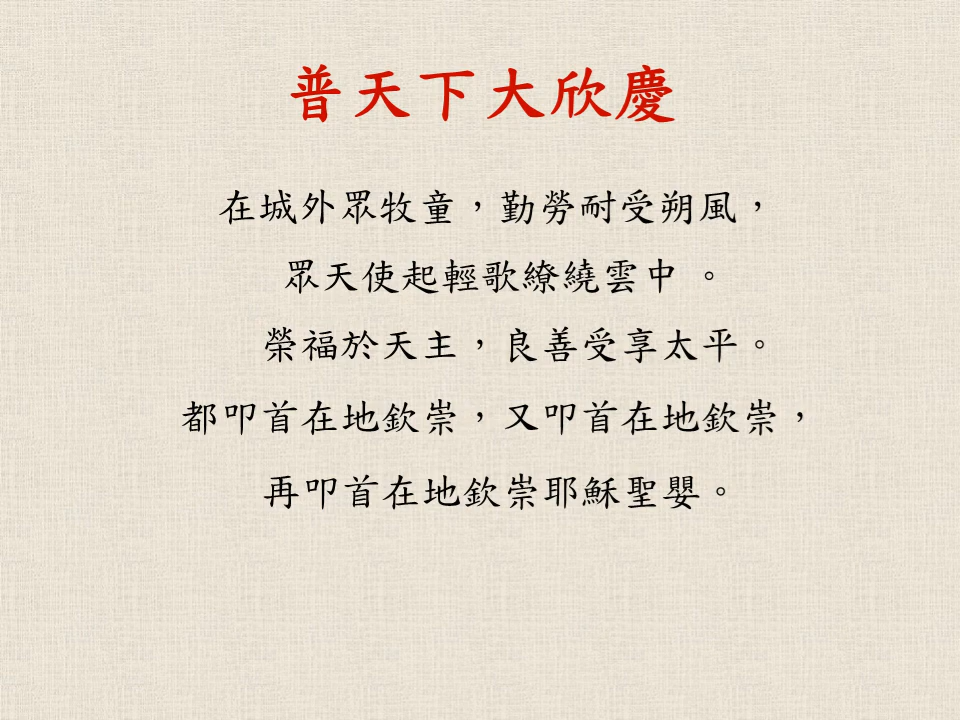 普天下大欣慶
在城外眾牧童，勤勞耐受朔風，
眾天使起輕歌繚繞雲中。
榮福於天主，良善受享太平。
都叩首在地欽崇，又叩首在地欽崇，
再叩首在地欽崇耶穌聖嬰。